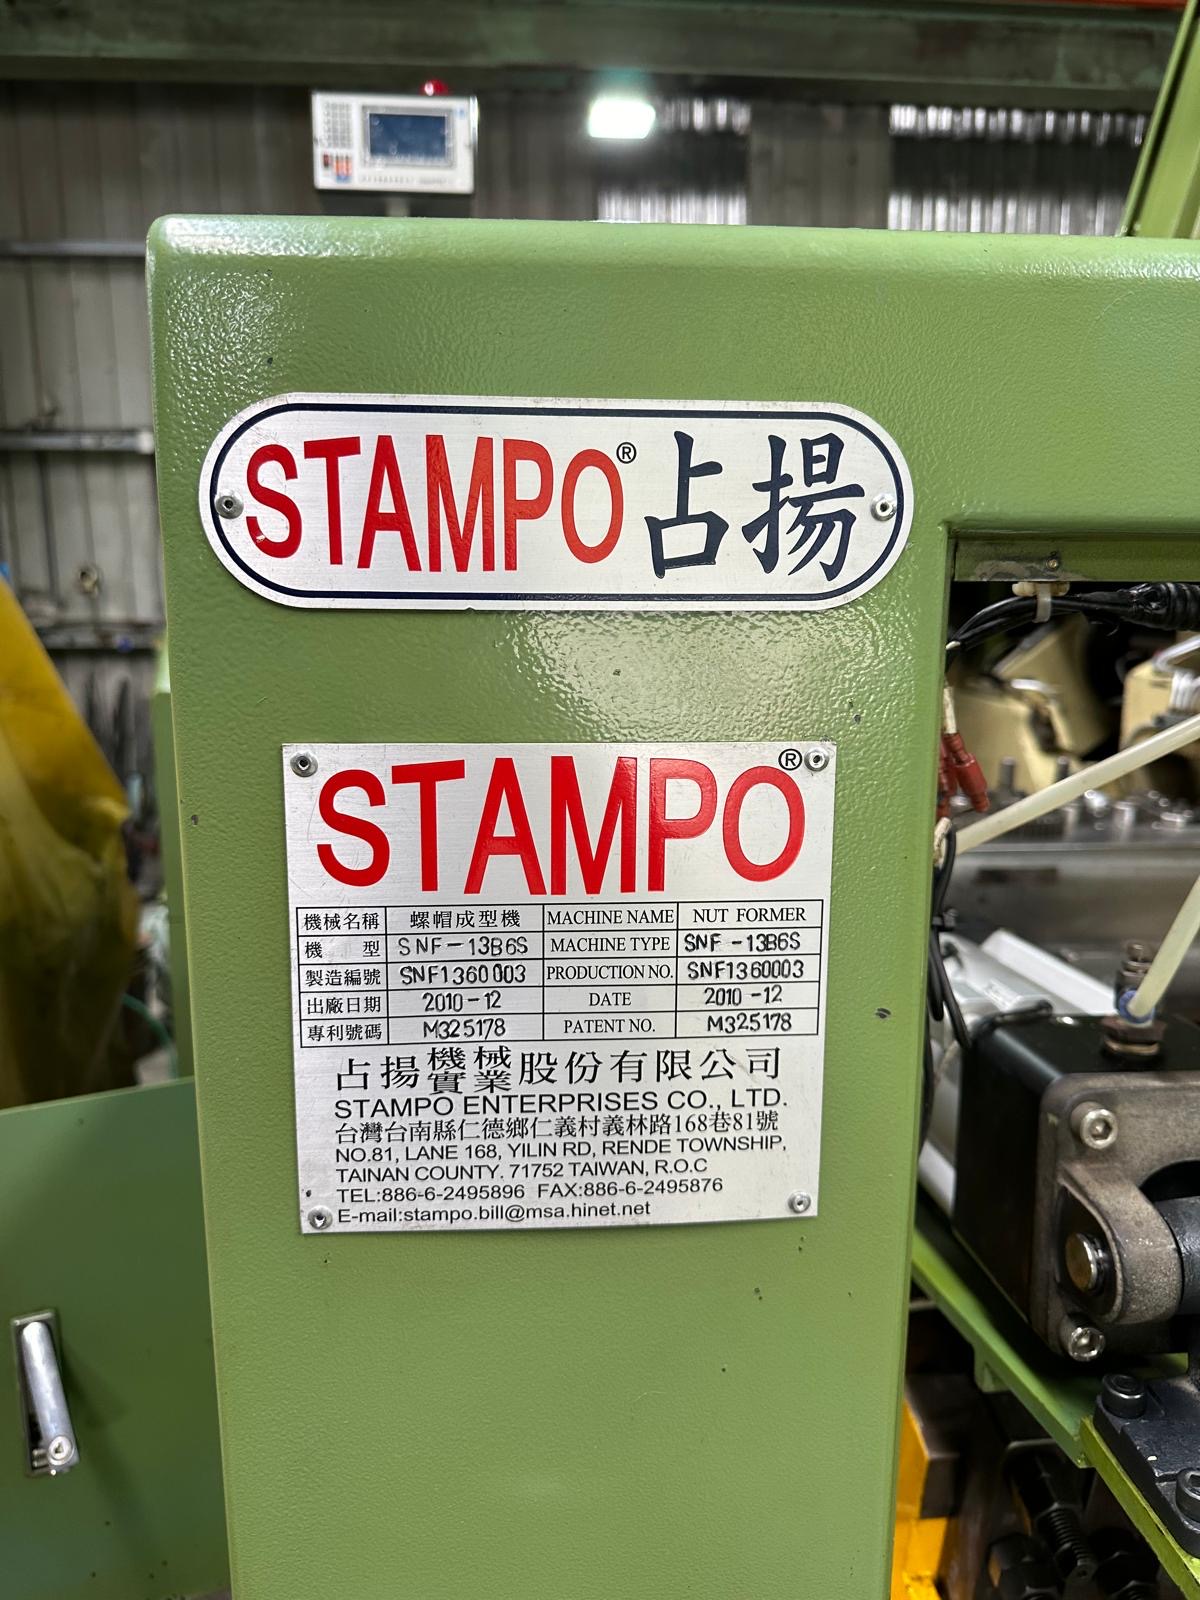 STAMPO® 占揚
STAMPO®
機械名稱 螺帽成型機 MACHINE NAME NUT FORMER
機型 SNF-13B6S MACHINE TYPE SNF-13B6S
製造編號 SNF1360003 PRODUCTION NO. SNF1360003
出廠日期 2010-12 DATE 2010-12
專利號碼 M325178 PATENT NO. M325178
占揚機械實業股份有限公司
STAMPO ENTERPRISES CO., LTD.
台灣台南縣仁德鄉仁義村義林路168巷81號
NO.81, LANE 168, YILIN RD, RENDE TOWNSHIP,
TAINAN COUNTY. 71752 TAIWAN, R.O.C
TEL:886-6-2495896 FAX:886-6-2495876
E-mail:stampo.bill@msa.hinet.net